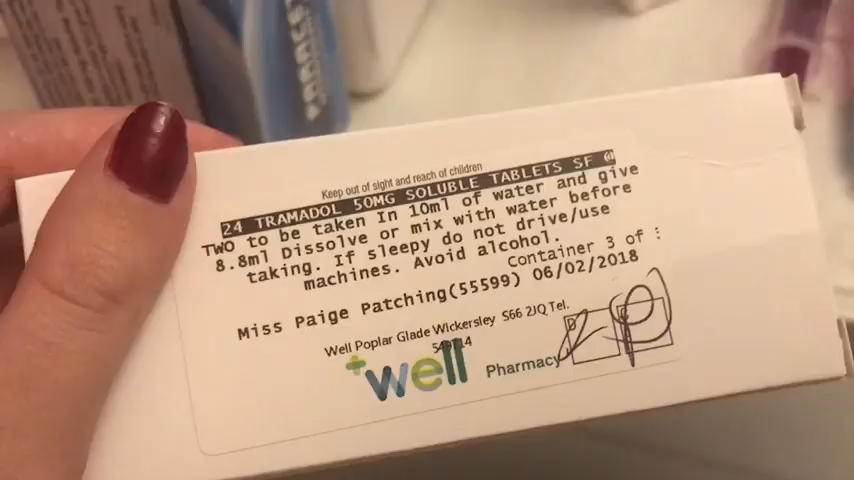 Keep out of sight and reach of children
24 TRAMADOL 50MG SOLUBLE TABLETS SF
TWO to be taken In 10ml of water and give
8.8ml Dissolve or mix with water before
taking. If sleepy do not drive/use
machines. Avoid alcohol.
Container 3 of
Miss Paige Patching(55599) 06/02/2018
Well Poplar Glade Wickersley S66 2JQ Tel.
well
Pharmacy